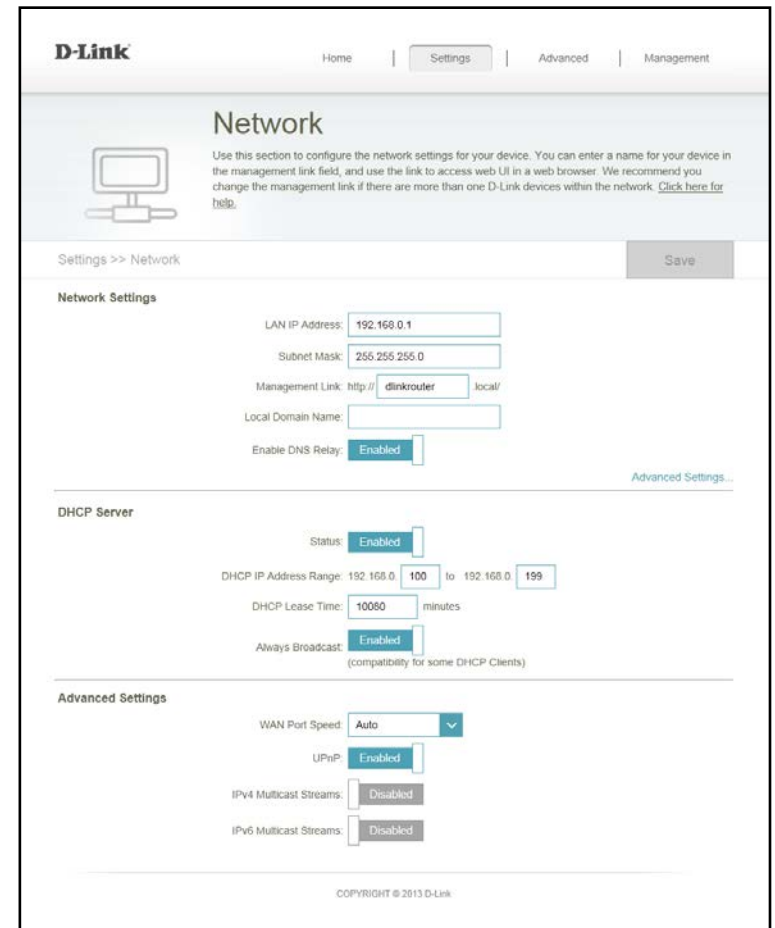 D-Link
Home | Settings | Advanced | Management
Network
Use this section to configure the network settings for your device. You can enter a name for your device in
the management link field, and use the link to access web UI in a web browser. We recommend you
change the management link if there are more than one D-Link devices within the network. Click here for
help.
Settings >> Network
Save
Network Settings
LAN IP Address: 192.168.0.1
Subnet Mask: 255.255.255.0
Management Link: http:// dlinkrouter .local/
Local Domain Name:
Enable DNS Relay: Enabled
Advanced Settings...
DHCP Server
Status: Enabled
DHCP IP Address Range: 192.168.0. 100 to 192.168.0. 199
DHCP Lease Time: 10080 minutes
Always Broadcast: Enabled
(compatibility for some DHCP Clients)
Advanced Settings
WAN Port Speed: Auto
UPnP: Enabled
IPv4 Multicast Streams: Disabled
IPv6 Multicast Streams: Disabled
COPYRIGHT © 2013 D-Link